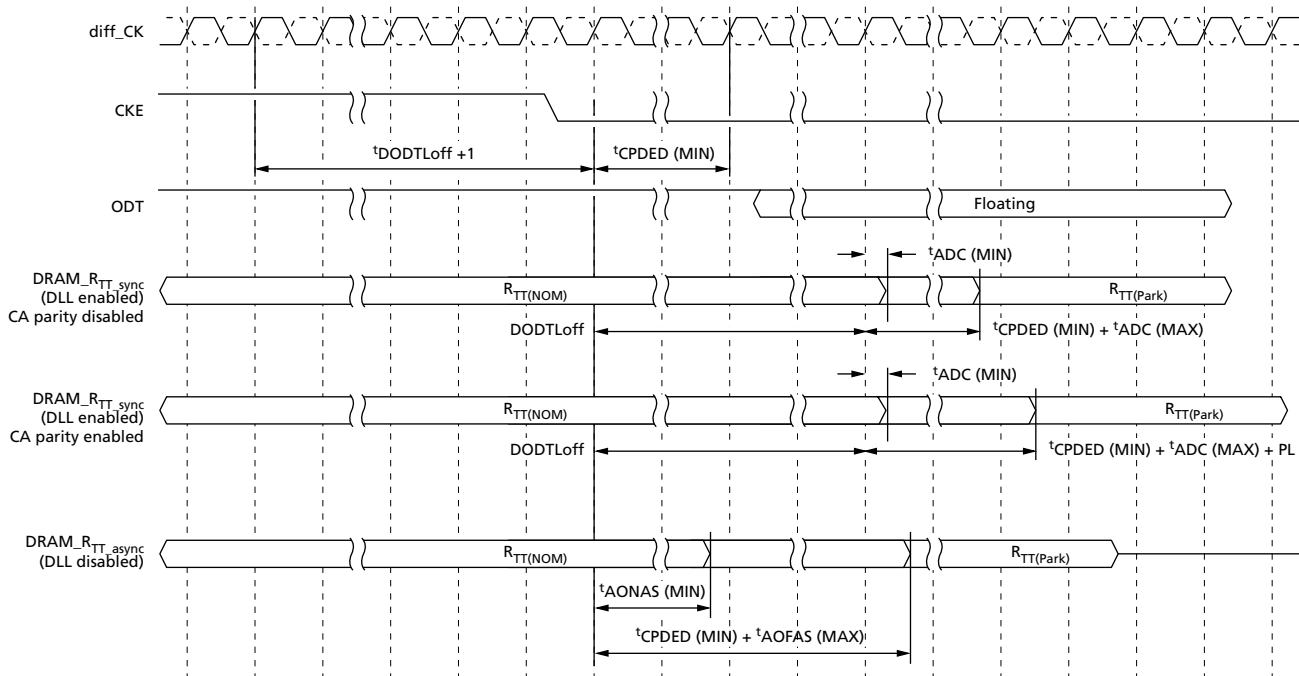 diff_CK
CKE
tDODTLoff +1
tCPDED (MIN)
ODT
Floating
tADC (MIN)
DRAM_RTT_sync
(DLL enabled)
CA parity disabled
RTT(NOM)
RTT(Park)
DODTLoff
tCPDED (MIN) + tADC (MAX)
tADC (MIN)
DRAM_RTT_sync
(DLL enabled)
CA parity enabled
RTT(NOM)
RTT(Park)
DODTLoff
tCPDED (MIN) + tADC (MAX) + PL
DRAM_RTT_async
(DLL disabled)
RTT(NOM)
RTT(Park)
tAONAS (MIN)
tCPDED (MIN) + tAOFAS (MAX)